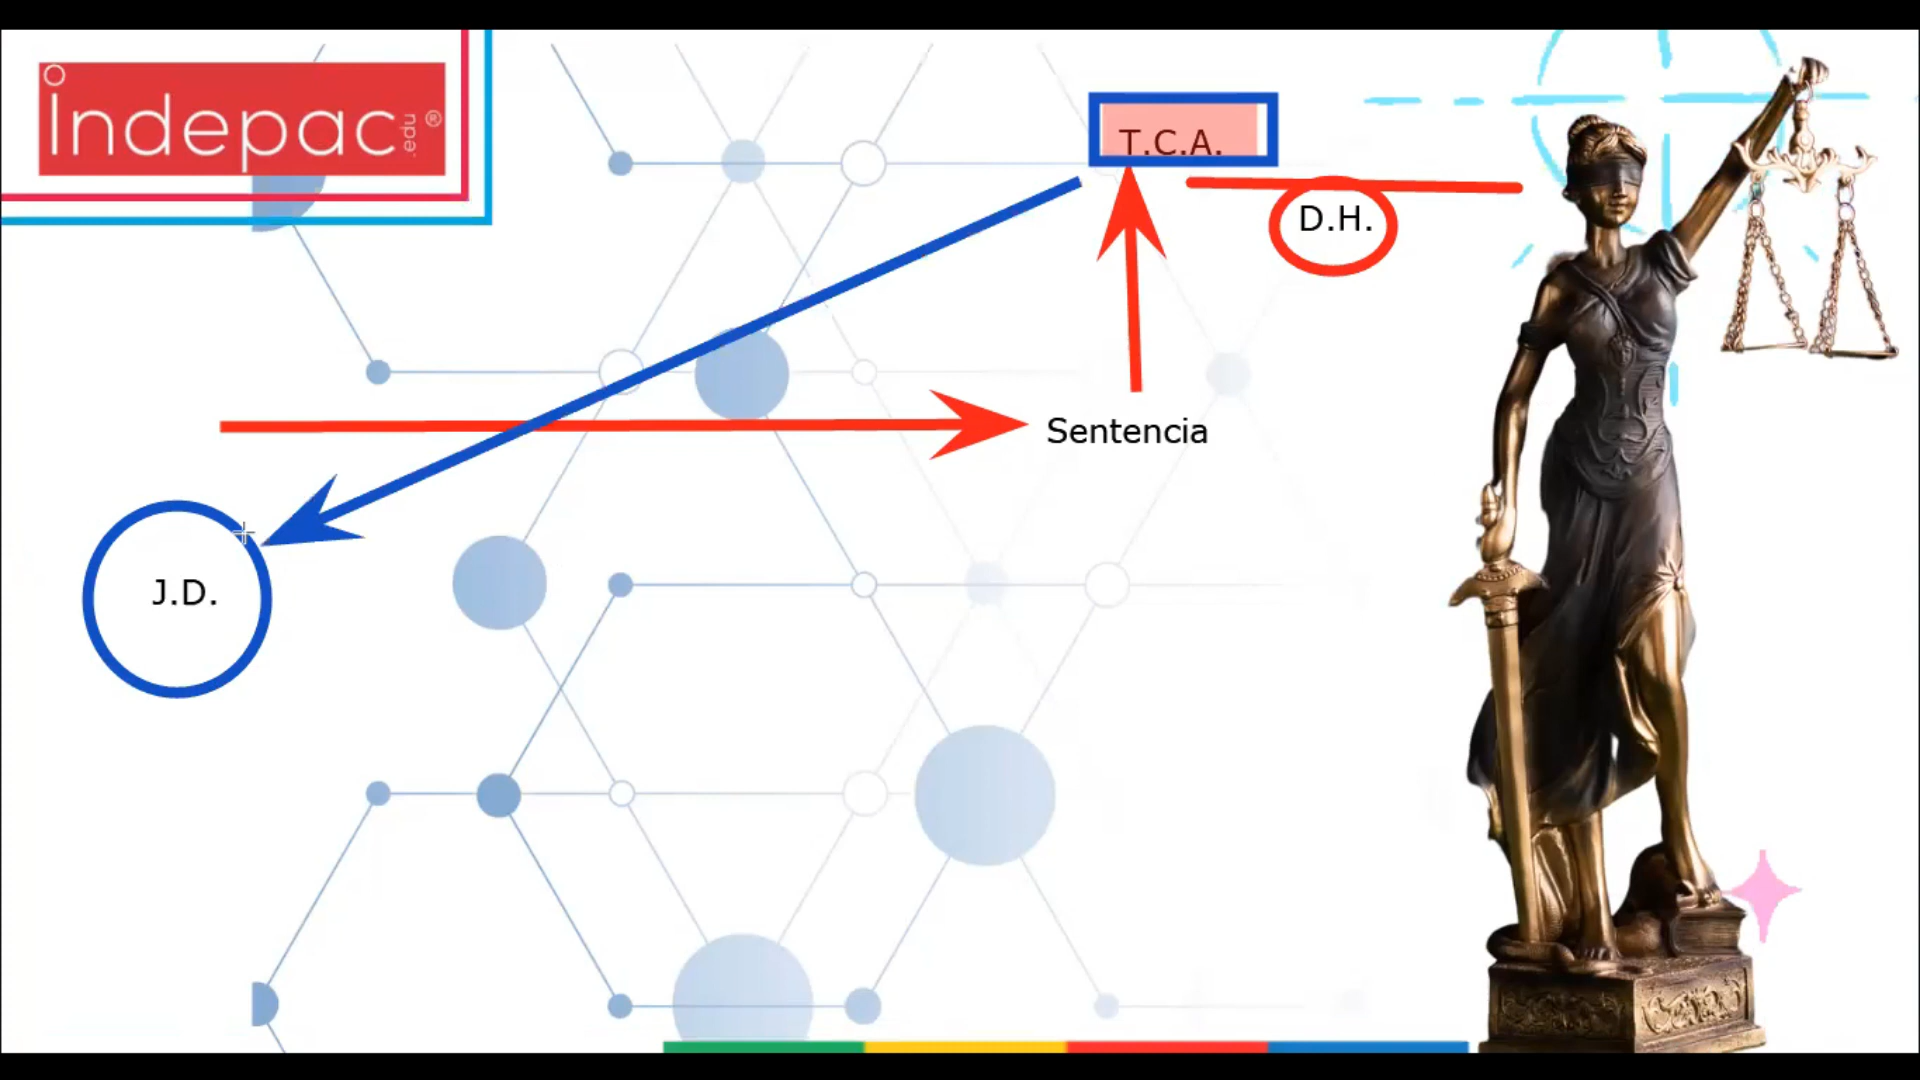 indepac .edu ®
T.C.A.
D.H.
Sentencia
J.D.